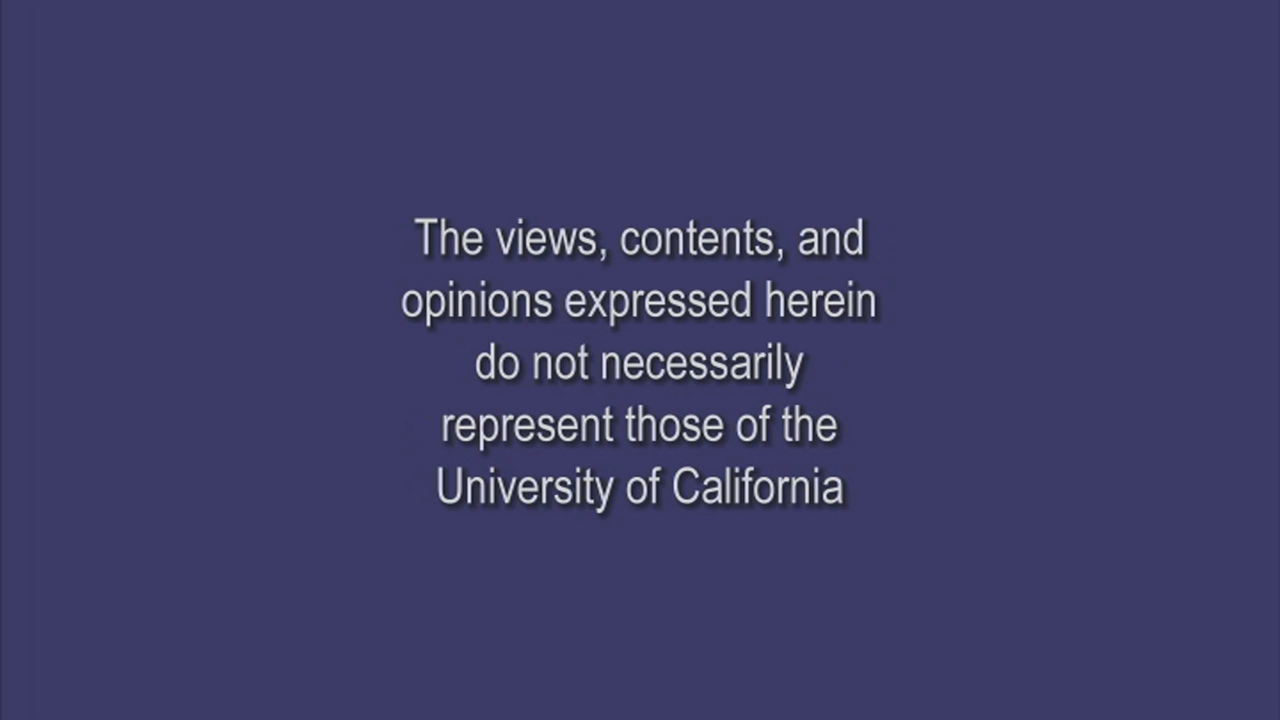 The views, contents, and
opinions expressed herein
do not necessarily
represent those of the
University of California